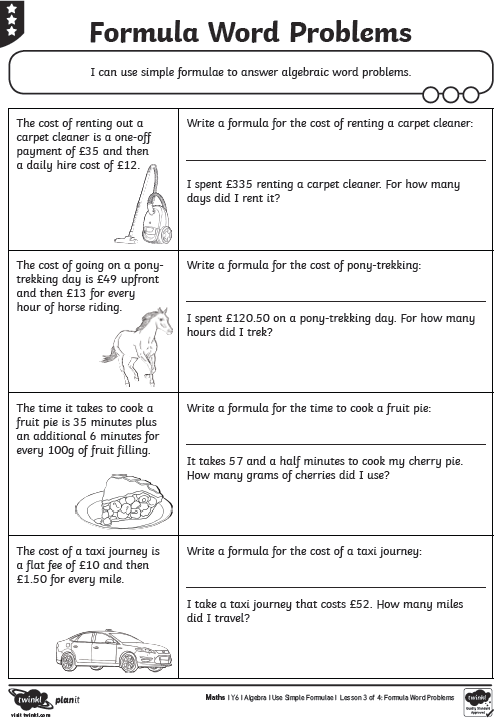 Formula Word Problems
I can use simple formulae to answer algebraic word problems.
The cost of renting out a
carpet cleaner is a one-off
payment of £35 and then
a daily hire cost of £12.
Write a formula for the cost of renting a carpet cleaner:
I spent £335 renting a carpet cleaner. For how many
days did I rent it?
The cost of going on a pony-
trekking day is £49 upfront
and then £13 for every
hour of horse riding.
Write a formula for the cost of pony-trekking:
I spent £120.50 on a pony-trekking day. For how many
hours did I trek?
The time it takes to cook a
fruit pie is 35 minutes plus
an additional 6 minutes for
every 100g of fruit filling.
Write a formula for the time to cook a fruit pie:
It takes 57 and a half minutes to cook my cherry pie.
How many grams of cherries did I use?
The cost of a taxi journey is
a flat fee of £10 and then
£1.50 for every mile.
Write a formula for the cost of a taxi journey:
I take a taxi journey that costs £52. How many miles
did I travel?
twinkl planit
visit twinkl.com
Maths | Y6 | Algebra | Use Simple Formulae | Lesson 3 of 4: Formula Word Problems
twinkl
Quality Standard
Approved